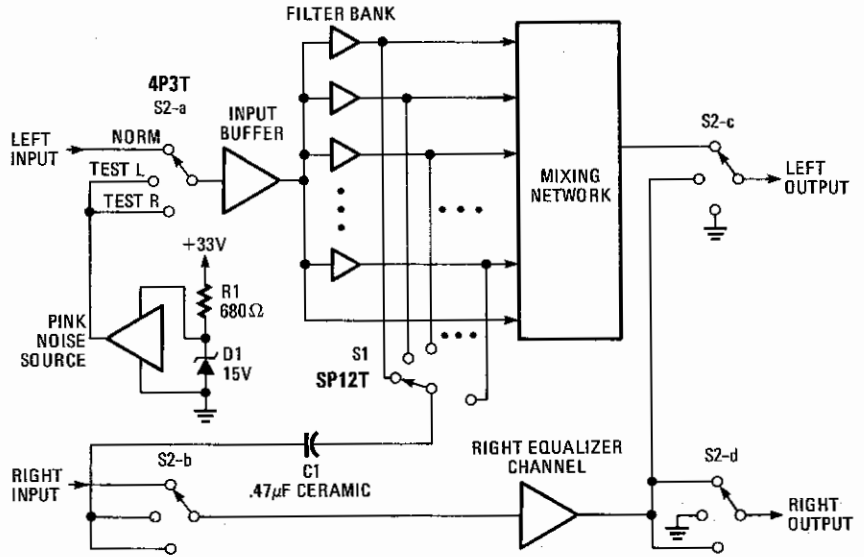 FILTER BANK
4P3T
S2-a
INPUT
BUFFER
LEFT
INPUT
NORM
TEST L
TEST R
MIXING
NETWORK
S2-c
LEFT
OUTPUT
+33V
R1
680Ω
PINK
NOISE
SOURCE
D1
15V
S1
SP12T
RIGHT
INPUT
S2-b
C1
.47μF CERAMIC
RIGHT EQUALIZER
CHANNEL
S2-d
RIGHT
OUTPUT